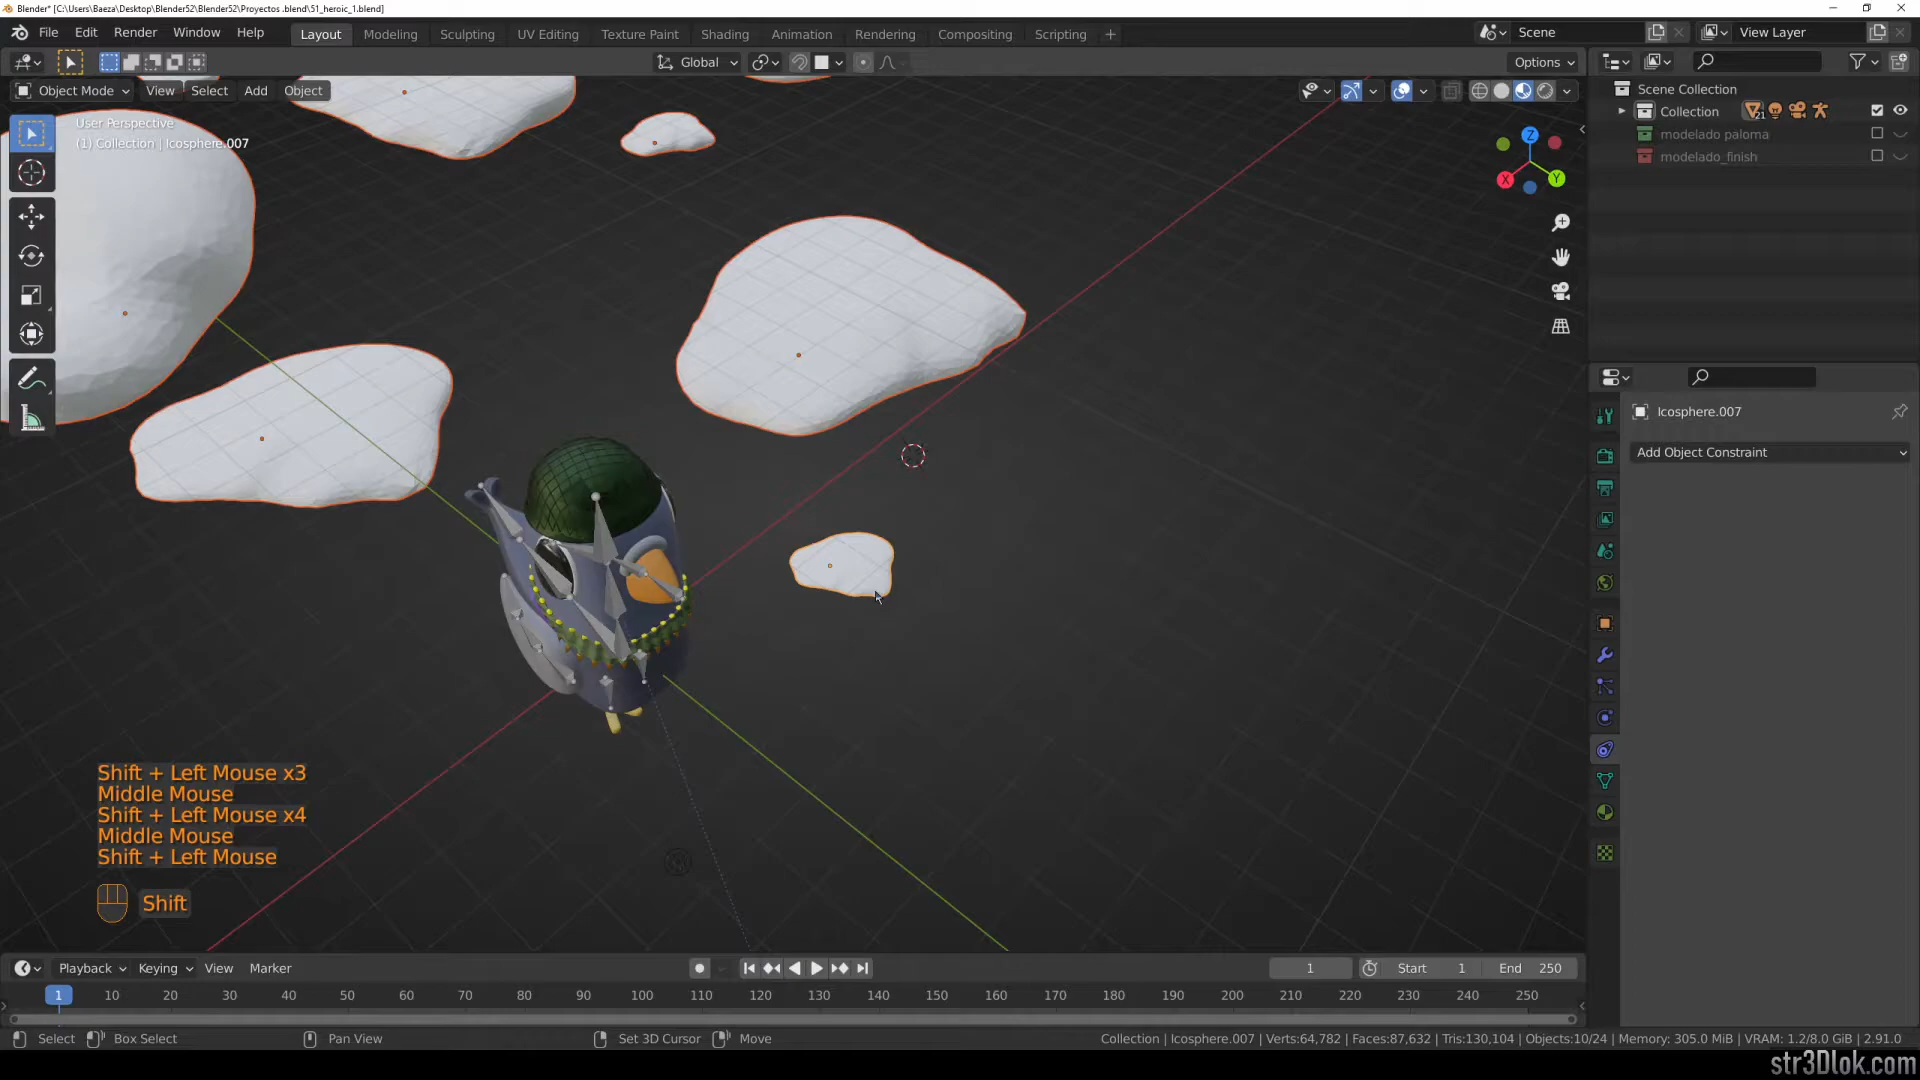 Blender* [C:\Users\Baeza\Desktop\Blender52\Blender52\Proyectos .blend\51_heroic_1.blend]
File Edit Render Window Help Layout Modeling Sculpting UV Editing Texture Paint Shading Animation Rendering Compositing Scripting + Scene View Layer
Global Options
Object Mode View Select Add Object
User Perspective
(1) Collection | Icosphere.007
Scene Collection
Collection 21
modelado paloma
modelado_finish
Z
X Y
Icosphere.007
Add Object Constraint
Shift + Left Mouse x3
Middle Mouse
Shift + Left Mouse x4
Middle Mouse
Shift + Left Mouse
Shift
Playback Keying View Marker 1 Start 1 End 250
1 10 20 30 40 50 60 70 80 90 100 110 120 130 140 150 160 170 180 190 200 210 220 230 240 250
Select Box Select Pan View Set 3D Cursor Move Collection | Icosphere.007 | Verts:64,782 | Faces:87,632 | Tris:130,104 | Objects:10/24 | Memory: 305.0 MiB | VRAM: 1.2/8.0 GiB | 2.91.0
str3Dlok.com